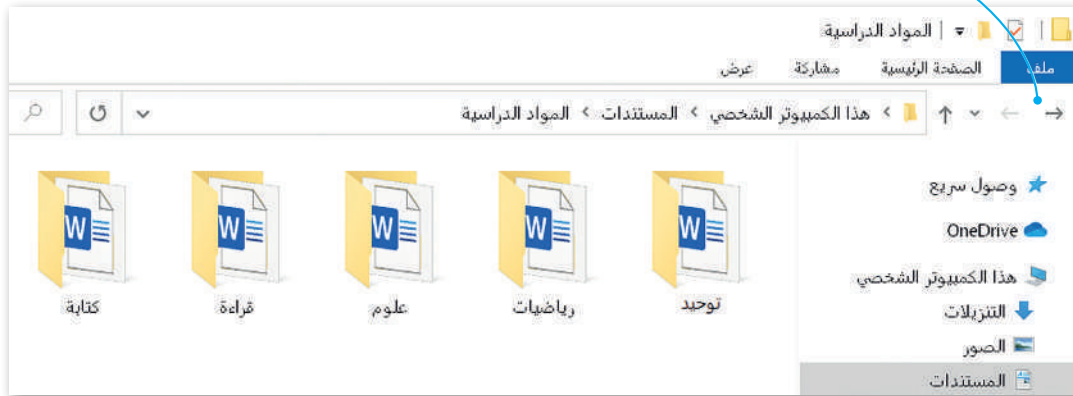 المواد الدراسية
ملف الصفحة الرئيسية مشاركة عرض
هذا الكمبيوتر الشخصي > المستندات > المواد الدراسية
وصول سريع
OneDrive
هذا الكمبيوتر الشخصي
التنزيلات
الصور
المستندات
توحيد
رياضيات
علوم
قراءة
كتابة